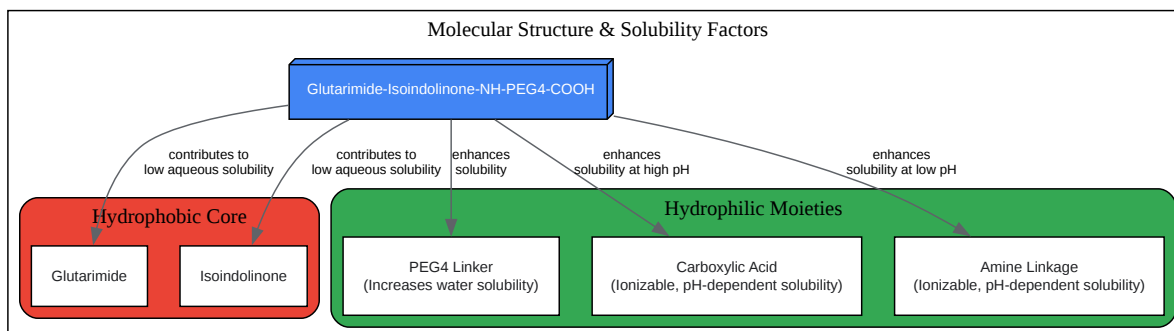 Molecular Structure & Solubility Factors
Glutarimide-Isoindolinone-NH-PEG4-COOH
contributes to
low aqueous solubility
contributes to
low aqueous solubility
enhances
solubility
enhances
solubility at high pH
enhances
solubility at low pH
Hydrophobic Core
Glutarimide
Isoindolinone
Hydrophilic Moieties
PEG4 Linker
(Increases water solubility)
Carboxylic Acid
(Ionizable, pH-dependent solubility)
Amine Linkage
(Ionizable, pH-dependent solubility)